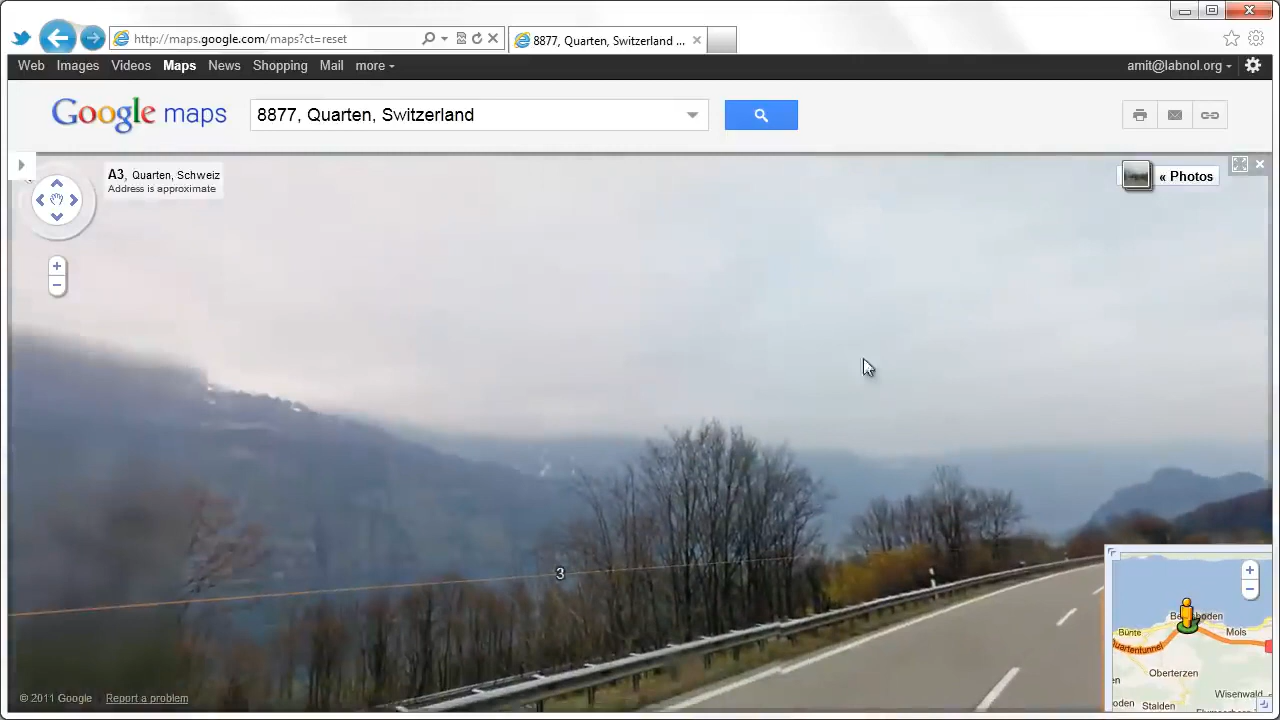 http://maps.google.com/maps?ct=reset
8877, Quarten, Switzerland ...
Web Images Videos Maps News Shopping Mail more
amit@labnol.org
Google maps
8877, Quarten, Switzerland
A3, Quarten, Schweiz
Address is approximate
« Photos
3
Bünte
Mols
Oberterzen
Wisenwald
Stalden
© 2011 Google Report a problem